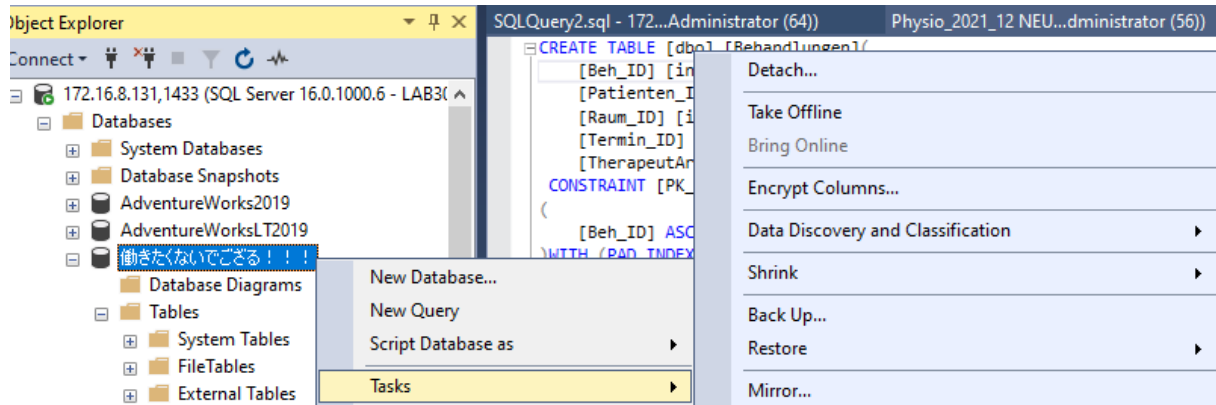 Object Explorer
Connect
172.16.8.131,1433 (SQL Server 16.0.1000.6 - LAB3(
Databases
System Databases
Database Snapshots
AdventureWorks2019
AdventureWorksLT2019
働きたくないでござる！！！
Database Diagrams
Tables
System Tables
FileTables
External Tables
New Database...
New Query
Script Database as
Tasks
SQLQuery2.sql - 172...Administrator (64))
Physio_2021_12 NEU...dministrator (56))
CREATE TABLE [dbo].[Behandlungen](
[Beh_ID] [in
[Patienten_I
[Raum_ID] [i
[Termin_ID]
[TherapeutAr
CONSTRAINT [PK_
(
[Beh_ID] ASC
)WITH (PAD_INDEX
Detach...
Take Offline
Bring Online
Encrypt Columns...
Data Discovery and Classification
Shrink
Back Up...
Restore
Mirror...